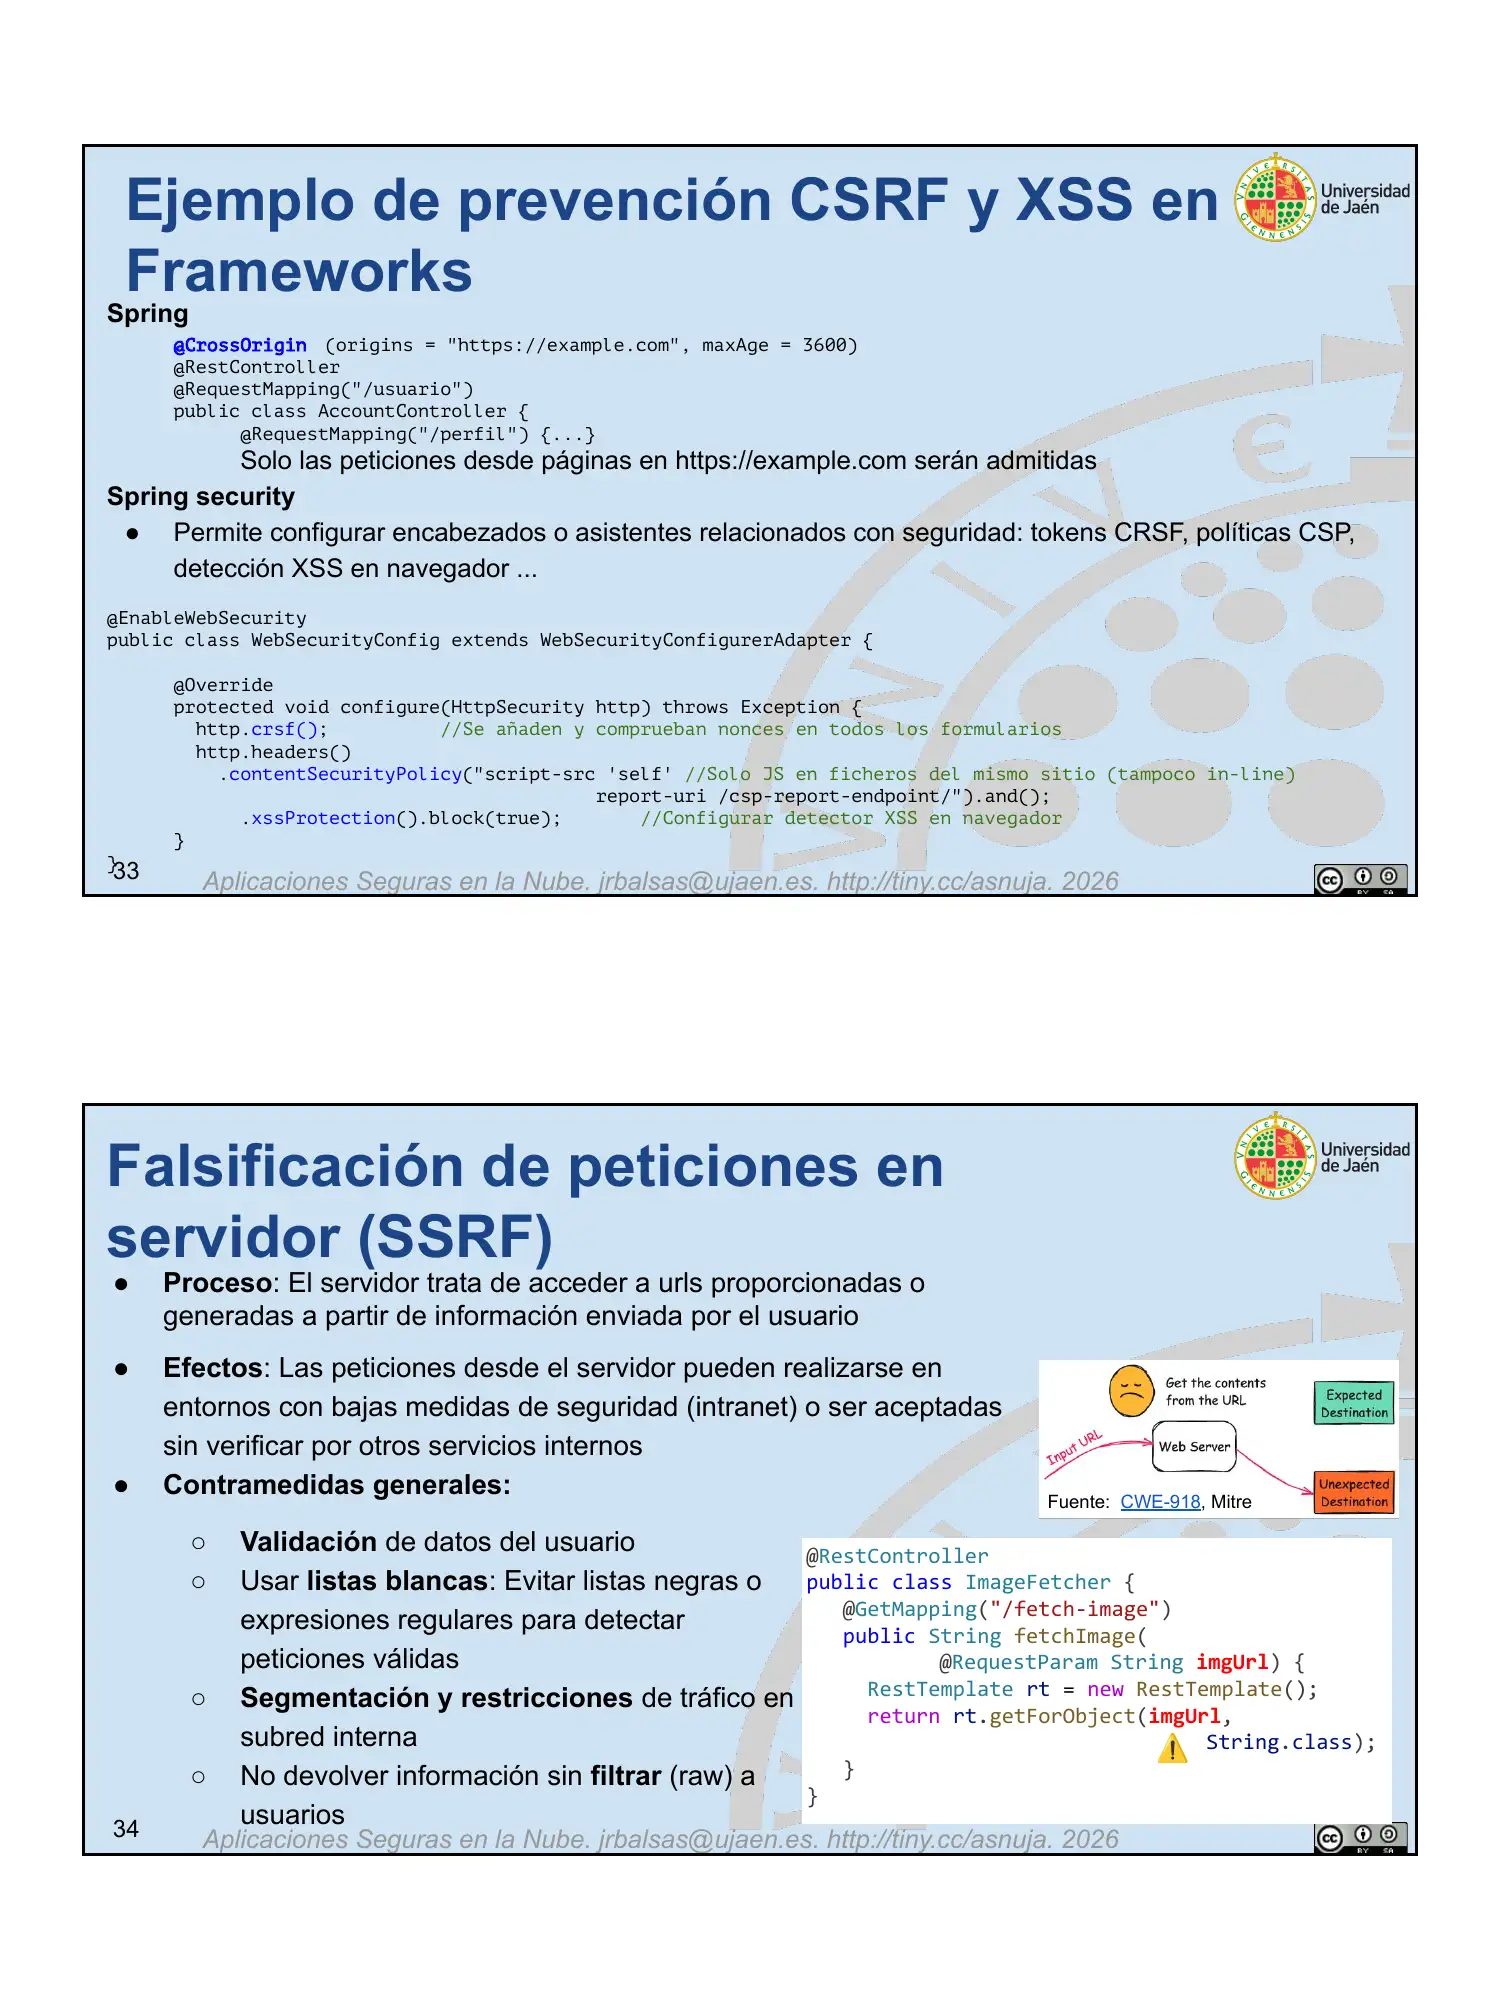 Ejemplo de prevención CSRF y XSS en
Frameworks
Universidad
de Jaén
Spring
@CrossOrigin (origins = "https://example.com", maxAge = 3600)
@RestController
@RequestMapping("/usuario")
public class AccountController {
@RequestMapping("/perfil") {...}
Solo las peticiones desde páginas en https://example.com serán admitidas
Spring security
● Permite configurar encabezados o asistentes relacionados con seguridad: tokens CRSF, políticas CSP,
detección XSS en navegador ...
@EnableWebSecurity
public class WebSecurityConfig extends WebSecurityConfigurerAdapter {
@Override
protected void configure(HttpSecurity http) throws Exception {
http.crsf(); //Se añaden y comprueban nonces en todos los formularios
http.headers()
.contentSecurityPolicy("script-src 'self' //Solo JS en ficheros del mismo sitio (tampoco in-line)
report-uri /csp-report-endpoint/").and();
.xssProtection().block(true); //Configurar detector XSS en navegador
}
}
33
Aplicaciones Seguras en la Nube. jrbalsas@ujaen.es. http://tiny.cc/asnuja. 2026
cc BY SA
Falsificación de peticiones en
servidor (SSRF)
Universidad
de Jaén
● Proceso: El servidor trata de acceder a urls proporcionadas o
generadas a partir de información enviada por el usuario
● Efectos: Las peticiones desde el servidor pueden realizarse en
entornos con bajas medidas de seguridad (intranet) o ser aceptadas
sin verificar por otros servicios internos
● Contramedidas generales:
○ Validación de datos del usuario
○ Usar listas blancas: Evitar listas negras o
expresiones regulares para detectar
peticiones válidas
○ Segmentación y restricciones de tráfico en
subred interna
○ No devolver información sin filtrar (raw) a
usuarios
Get the contents
from the URL
Expected
Destination
Input URL
Web Server
Unexpected
Destination
Fuente: CWE-918, Mitre
@RestController
public class ImageFetcher {
@GetMapping("/fetch-image")
public String fetchImage(
@RequestParam String imgUrl) {
RestTemplate rt = new RestTemplate();
return rt.getForObject(imgUrl,
String.class);
}
}
34
Aplicaciones Seguras en la Nube. jrbalsas@ujaen.es. http://tiny.cc/asnuja. 2026
cc BY SA